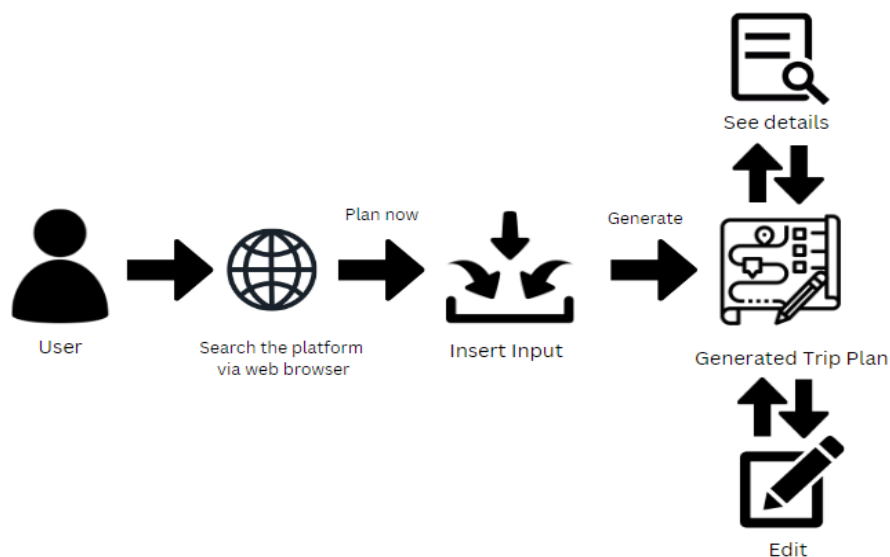 See details
Plan now
Generate
User
Search the platform
via web browser
Insert Input
Generated Trip Plan
Edit